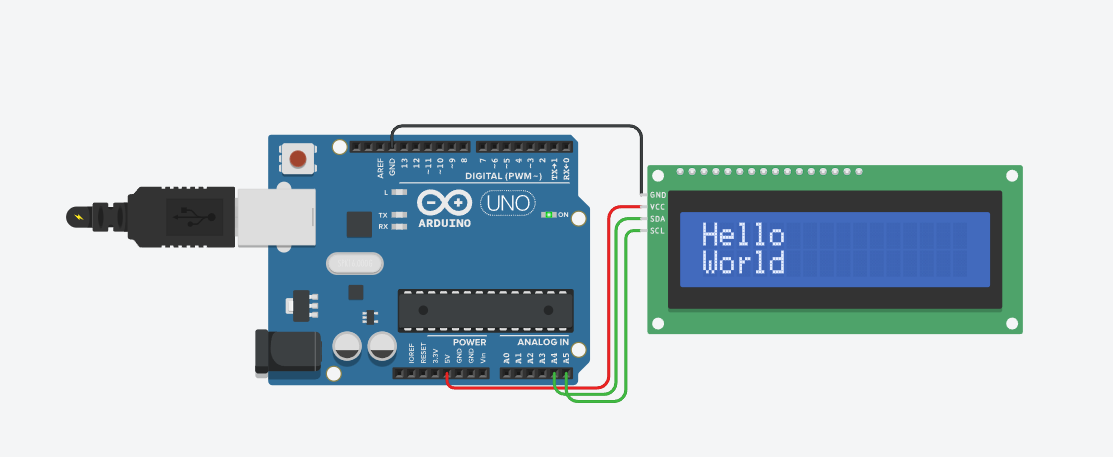 AREF
GND
13
12
~11
~10
~9
8
7
~6
~5
4
~3
2
TX→1
RX←0
DIGITAL (PWM~)
L
TX
RX
ARDUINO
UNO
ON
GND
VCC
SDA
SCL
Hello
World
POWER
ANALOG IN
IOREF
RESET
3.3V
5V
GND
GND
Vin
A0
A1
A2
A3
A4
A5